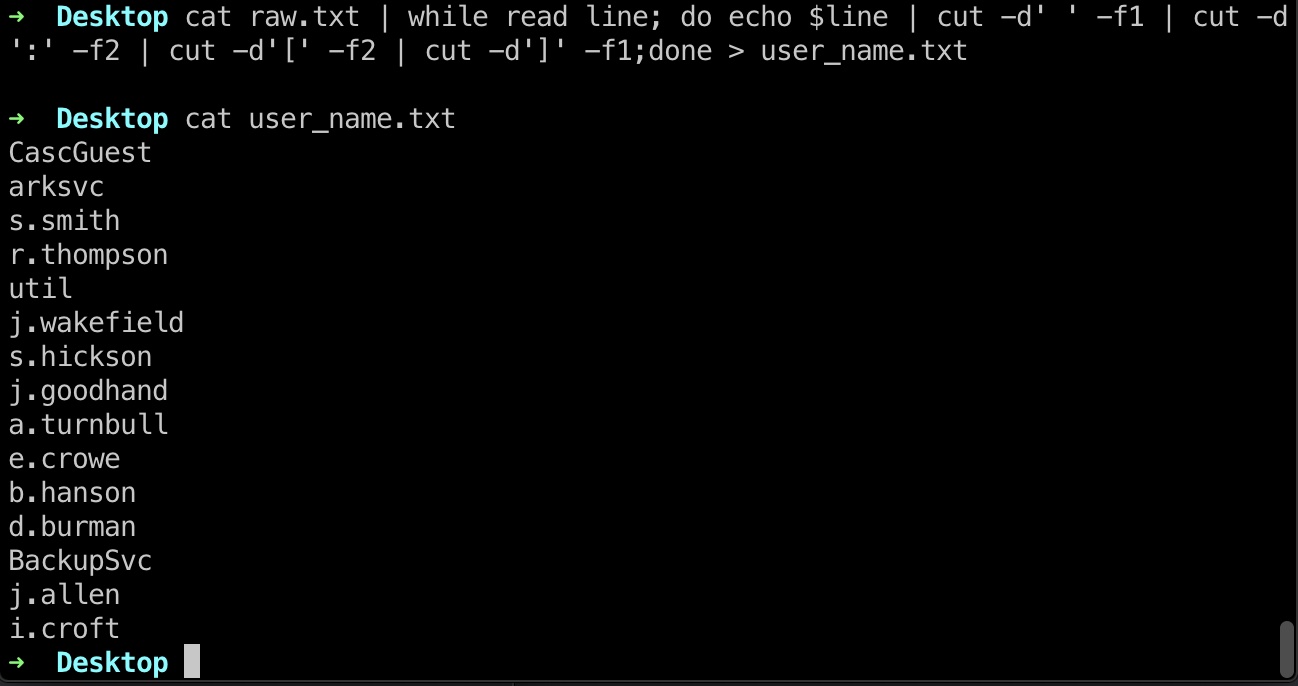 →  Desktop cat raw.txt | while read line; do echo $line | cut -d' ' -f1 | cut -d
':' -f2 | cut -d'[' -f2 | cut -d']' -f1;done > user_name.txt
→  Desktop cat user_name.txt
CascGuest
arksvc
s.smith
r.thompson
util
j.wakefield
s.hickson
j.goodhand
a.turnbull
e.crowe
b.hanson
d.burman
BackupSvc
j.allen
i.croft
→  Desktop